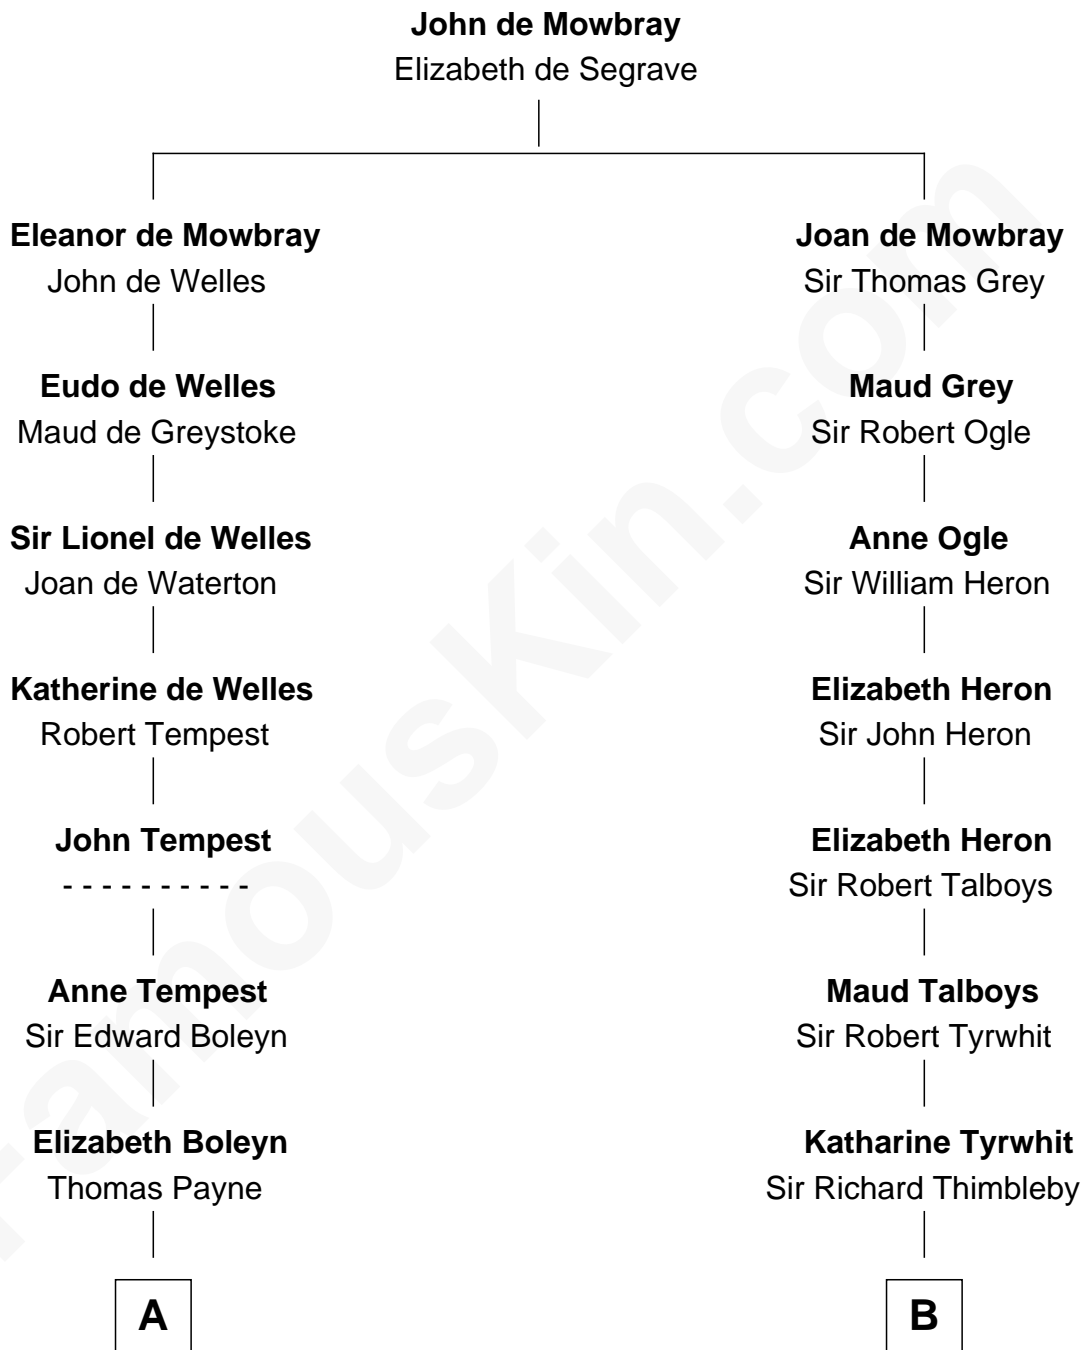 John de Mowbray
Elizabeth de Segrave
Eleanor de Mowbray
John de Welles
Joan de Mowbray
Sir Thomas Grey
Eudo de Welles
Maud de Greystoke
Maud Grey
Sir Robert Ogle
Sir Lionel de Welles
Joan de Waterton
Anne Ogle
Sir William Heron
Katherine de Welles
Robert Tempest
Elizabeth Heron
Sir John Heron
John Tempest
- - - - - - - - - -
Elizabeth Heron
Sir Robert Talboys
Anne Tempest
Sir Edward Boleyn
Maud Talboys
Sir Robert Tyrwhit
Elizabeth Boleyn
Thomas Payne
Katharine Tyrwhit
Sir Richard Thimbleby
A
B
FamousKin.com